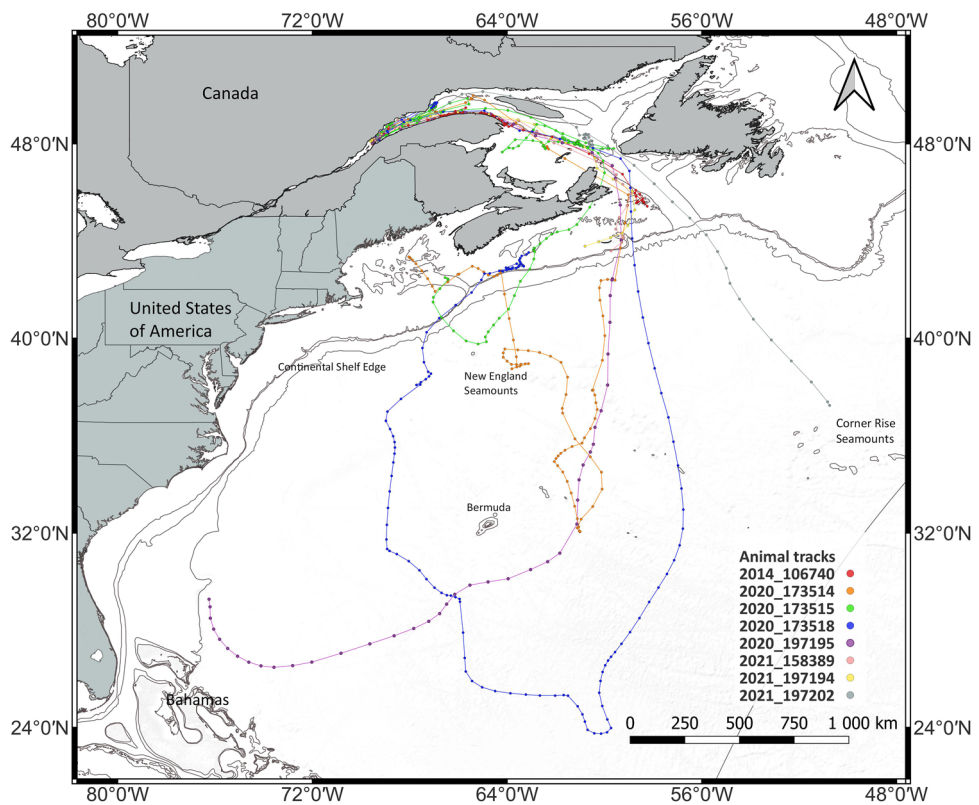 80°0'W 72°0'W 64°0'W 56°0'W 48°0'W
Canada
48°0'N 48°0'N
United States
of America
40°0'N 40°0'N
Continental Shelf Edge
New England
Seamounts
Corner Rise
Seamounts
Bermuda
32°0'N 32°0'N
Animal tracks
2014_106740
2020_173514
2020_173515
2020_173518
2020_197195
2021_158389
2021_197194
2021_197202
Bahamas
24°0'N 24°0'N
0 250 500 750 1 000 km
80°0'W 72°0'W 64°0'W 56°0'W 48°0'W